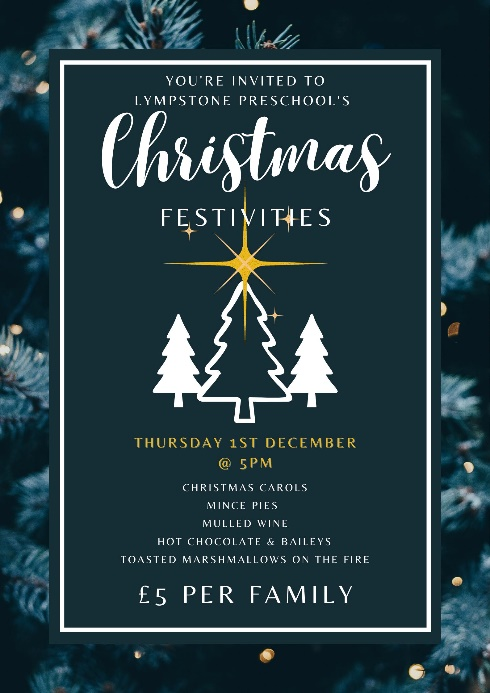 YOU'RE INVITED TO
LYMPSTONE PRESCHOOL'S
Christmas
FESTIVITIES
THURSDAY 1ST DECEMBER
@ 5PM
CHRISTMAS CAROLS
MINCE PIES
MULLED WINE
HOT CHOCOLATE & BAILEYS
TOASTED MARSHMALLOWS ON THE FIRE
£5 PER FAMILY